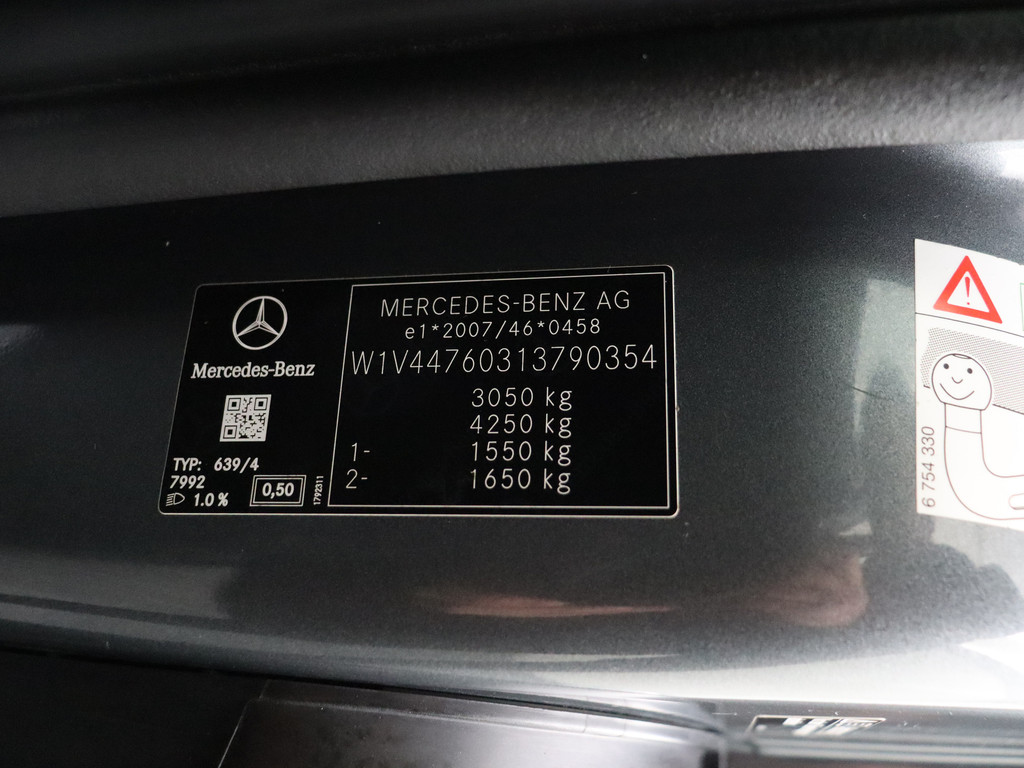 Mercedes-Benz
TYP: 639/4
7992
1.0 %
0,50
1792311
MERCEDES-BENZ AG
e1*2007/46*0458
W1V44760313790354
3050 kg
4250 kg
1- 1550 kg
2- 1650 kg
6 754 330